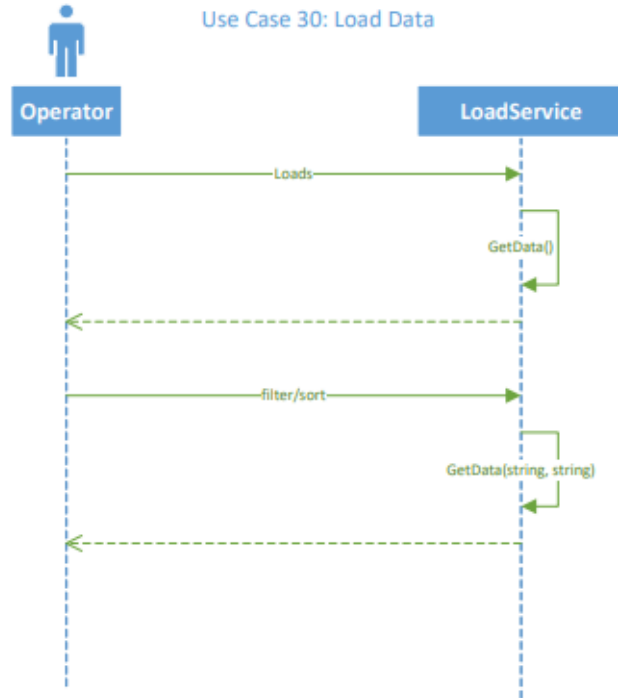 Use Case 30: Load Data
Operator
LoadService
Loads
GetData()
filter/sort
GetData(string, string)